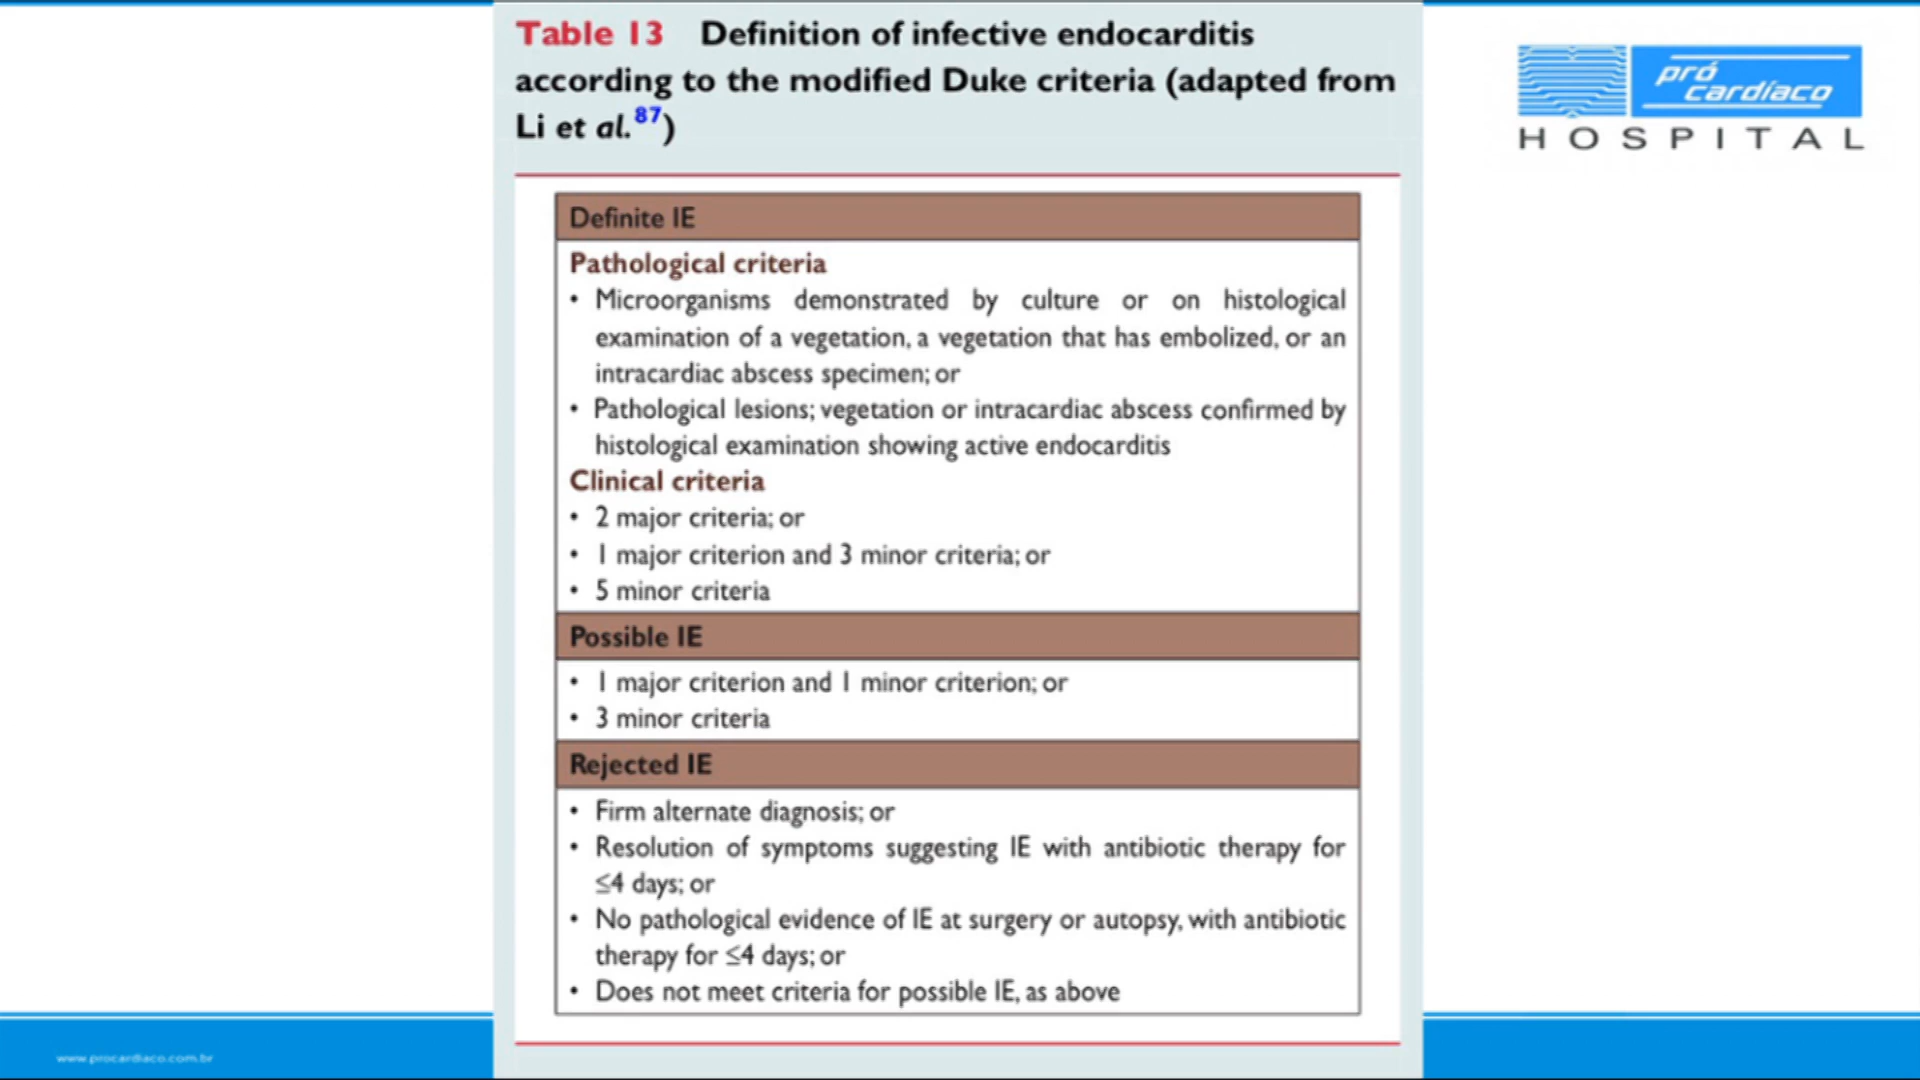 Table 13 Definition of infective endocarditis
according to the modified Duke criteria (adapted from
Li et al.87)
pró
cardíaco
HOSPITAL
Definite IE
Pathological criteria
• Microorganisms demonstrated by culture or on histological
examination of a vegetation, a vegetation that has embolized, or an
intracardiac abscess specimen; or
• Pathological lesions; vegetation or intracardiac abscess confirmed by
histological examination showing active endocarditis
Clinical criteria
• 2 major criteria; or
• 1 major criterion and 3 minor criteria; or
• 5 minor criteria
Possible IE
• 1 major criterion and 1 minor criterion; or
• 3 minor criteria
Rejected IE
• Firm alternate diagnosis; or
• Resolution of symptoms suggesting IE with antibiotic therapy for
≤4 days; or
• No pathological evidence of IE at surgery or autopsy, with antibiotic
therapy for ≤4 days; or
• Does not meet criteria for possible IE, as above
www.procardiaco.com.br